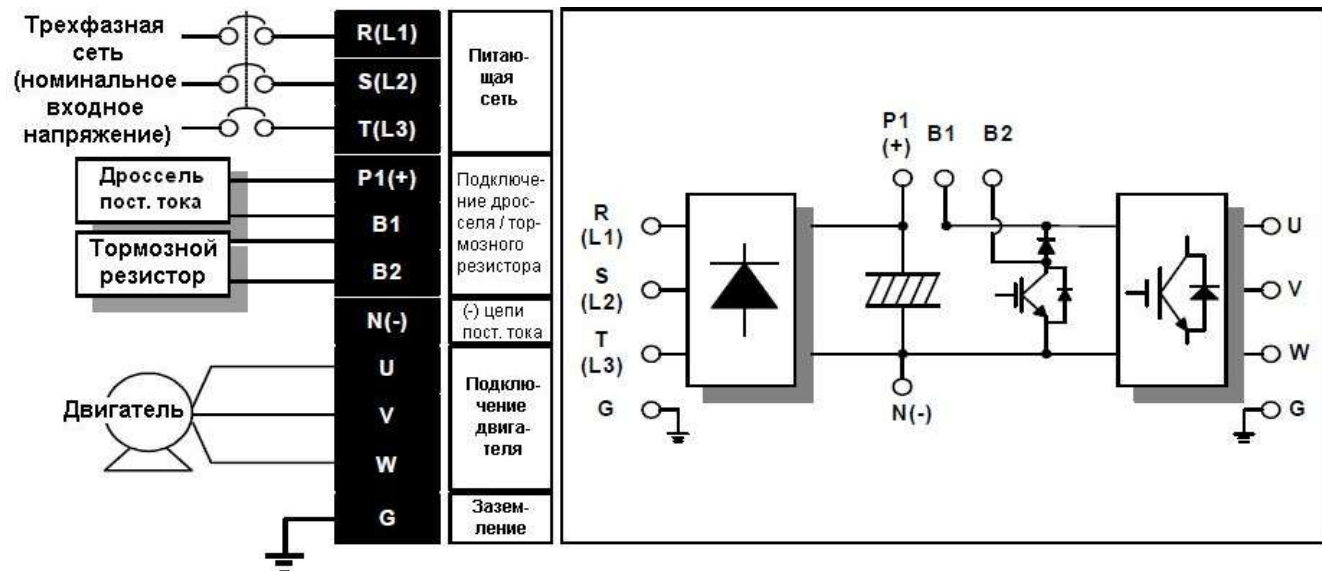 Трехфазная
сеть
(номинальное
входное
напряжение)
R(L1)
S(L2)
T(L3)
Питаю-
щая
сеть
Дроссель
пост. тока
Тормозной
резистор
P1(+)
B1
B2
Подключе-
ние дрос-
селя / тор-
мозного
резистора
N(-)
(-) цепи
пост. тока
Двигатель
U
V
W
Подклю-
чение
двига-
теля
G
Зазем-
ление
P1
(+)
B1
B2
R
(L1)
S
(L2)
T
(L3)
G
N(-)
U
V
W
G